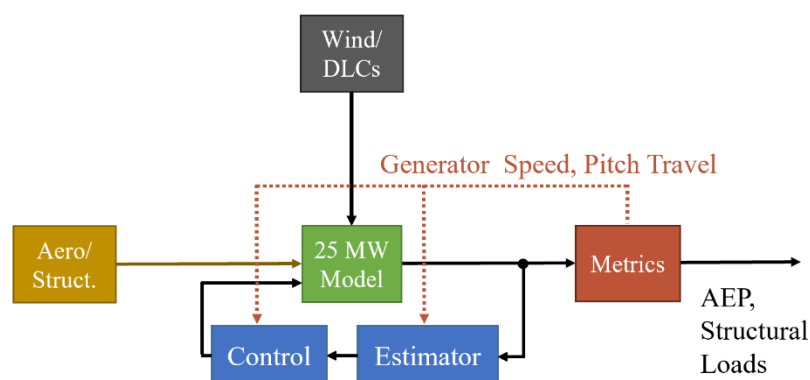 Wind/
DLCs
Generator Speed, Pitch Travel
Aero/
Struct.
25 MW
Model
Metrics
AEP,
Structural
Loads
Control
Estimator